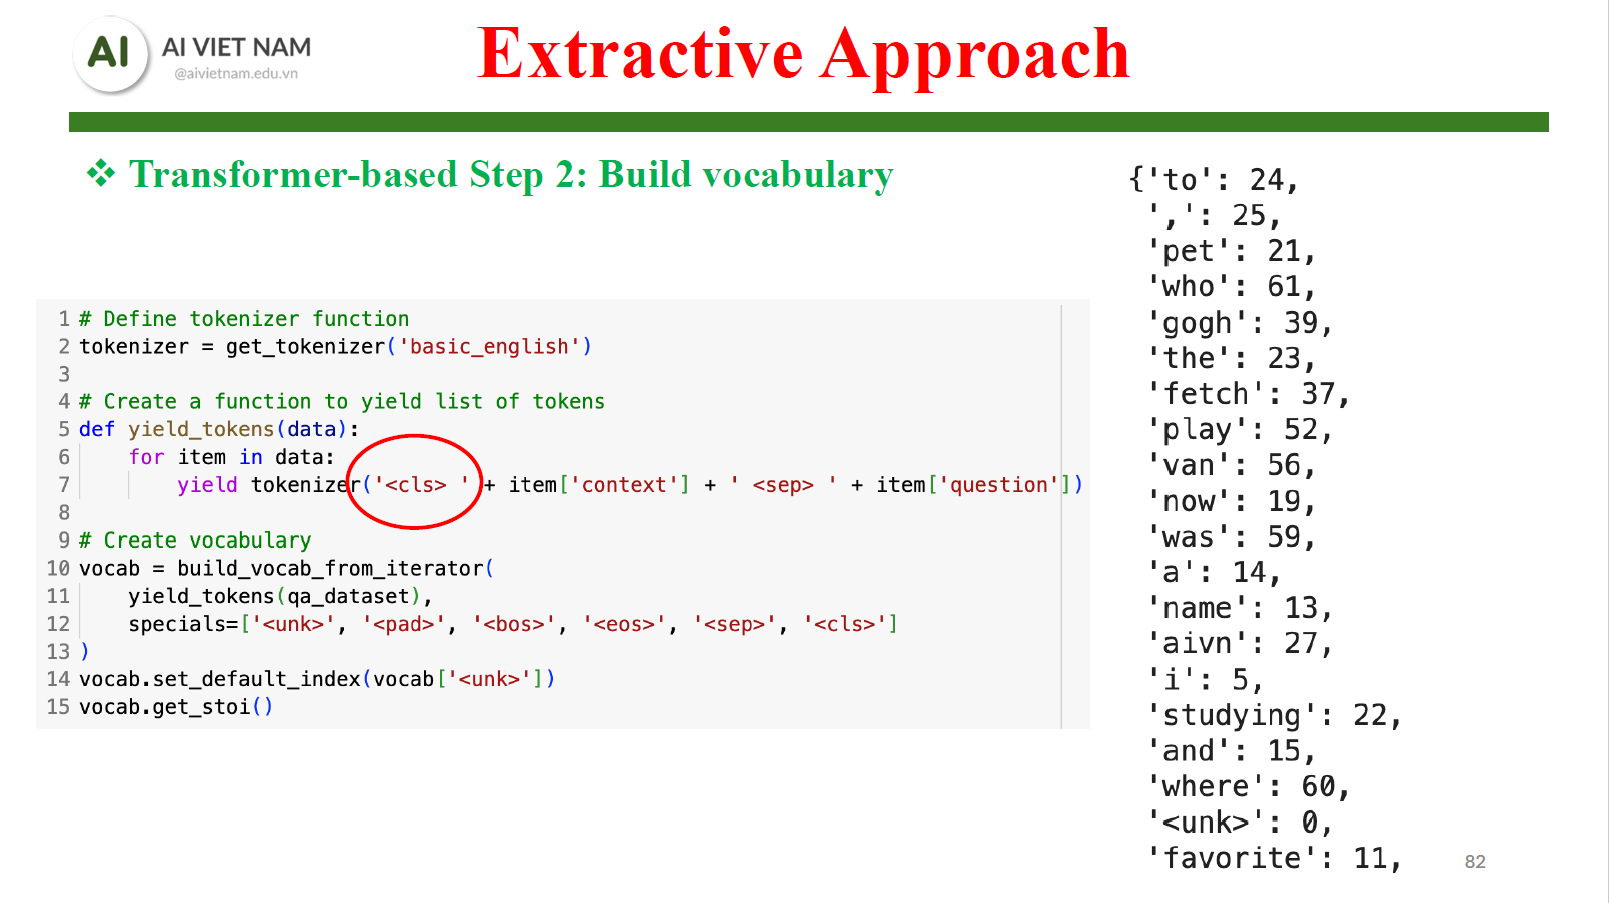 AI
AI VIET NAM
@aivietnam.edu.vn
Extractive Approach
❖ Transformer-based Step 2: Build vocabulary
1 # Define tokenizer function
2 tokenizer = get_tokenizer('basic_english')
3
4 # Create a function to yield list of tokens
5 def yield_tokens(data):
6     for item in data:
7         yield tokenizer('<cls> ' + item['context'] + ' <sep> ' + item['question'])
8
9 # Create vocabulary
10 vocab = build_vocab_from_iterator(
11     yield_tokens(qa_dataset),
12     specials=['<unk>', '<pad>', '<bos>', '<eos>', '<sep>', '<cls>']
13 )
14 vocab.set_default_index(vocab['<unk>'])
15 vocab.get_stoi()
{'to': 24,
',': 25,
'pet': 21,
'who': 61,
'gogh': 39,
'the': 23,
'fetch': 37,
'play': 52,
'van': 56,
'now': 19,
'was': 59,
'a': 14,
'name': 13,
'aivn': 27,
'i': 5,
'studying': 22,
'and': 15,
'where': 60,
'<unk>': 0,
'favorite': 11,
82